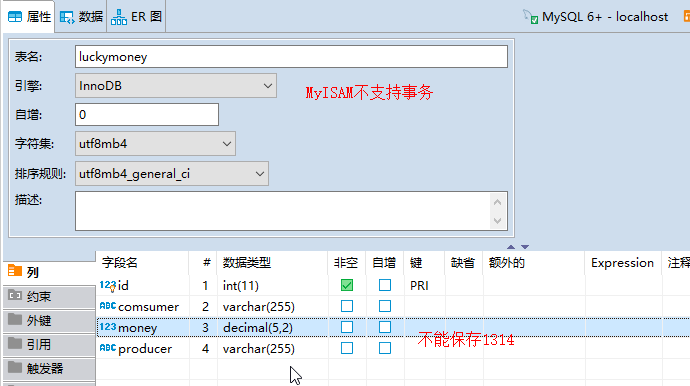 属性 数据 ER 图 MySQL 6+ - localhost
表名: luckymoney
引擎: InnoDB MyISAM不支持事务
自增: 0
字符集: utf8mb4
排序规则: utf8mb4_general_ci
描述:
列 字段名 # 数据类型 非空 自增 键 缺省 额外的 Expression 注释
123 id 1 int(11) PRI
约束 ABC comsumer 2 varchar(255)
外键 123 money 3 decimal(5,2) 不能保存1314
引用 ABC producer 4 varchar(255)
触发器